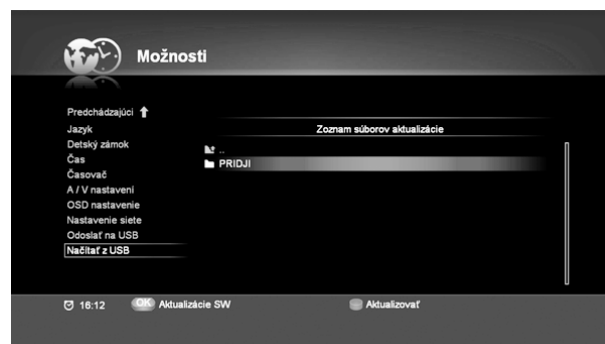 Možnosti
Predchádzajúci
Jazyk
Zoznam súborov aktualizácie
Detský zámok
..
Čas
PRIDJI
Časovač
A / V nastavení
OSD nastavenie
Nastavenie siete
Odoslať na USB
Načítať z USB
16:12 OK Aktualizácie SW Aktualizovať